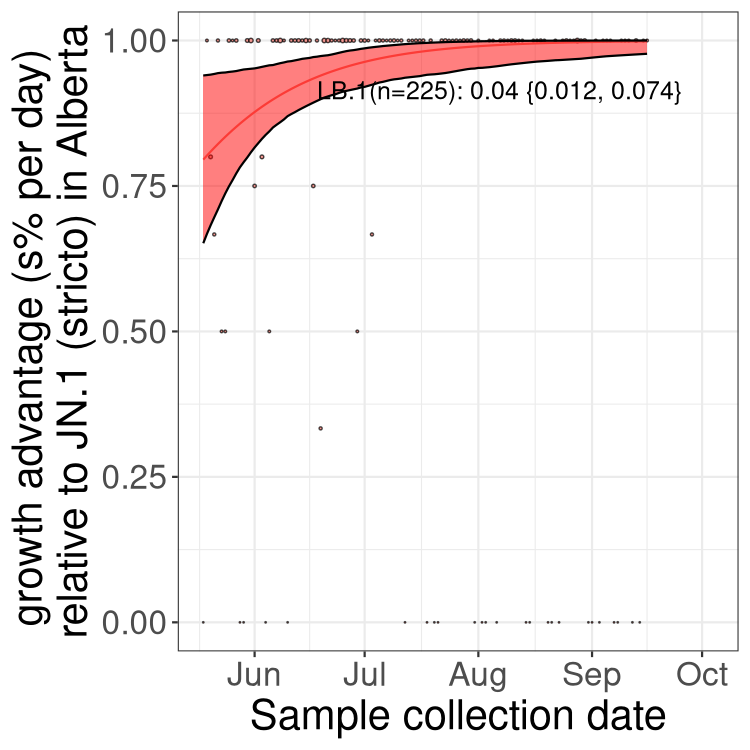 growth advantage (s% per day)
relative to JN.1 (stricto) in Alberta
1.00
0.75
0.50
0.25
0.00
LB.1(n=225): 0.04 {0.012, 0.074}
Jun Jul Aug Sep Oct
Sample collection date